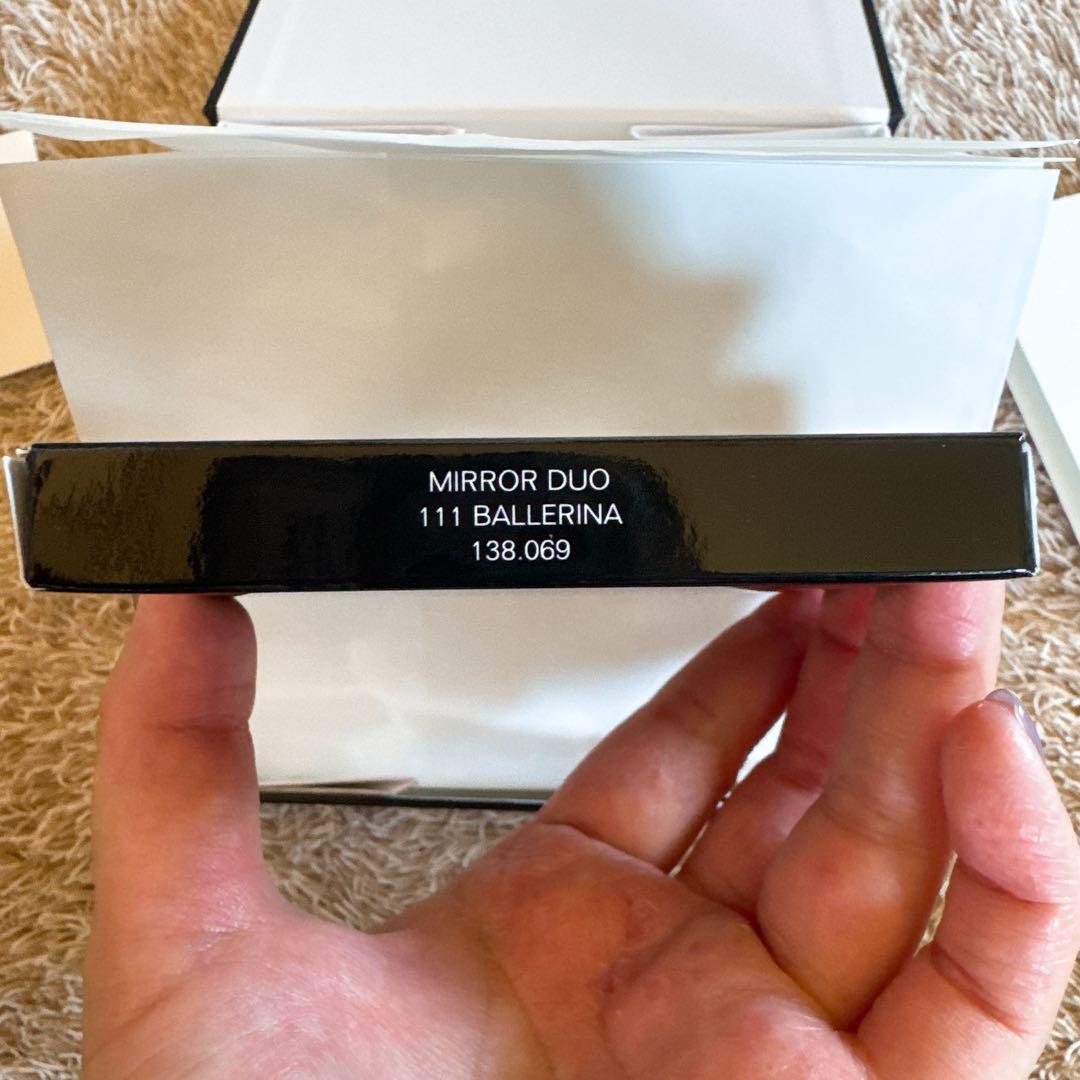 MIRROR DUO
111 BALLERINA
138.069